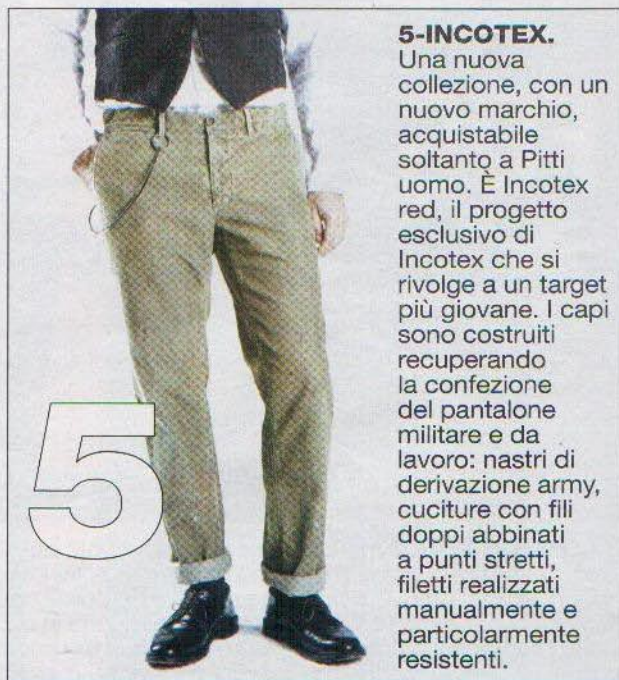 5-INCOTEX.
Una nuova
collezione, con un
nuovo marchio,
acquistabile
soltanto a Pitti
uomo. È Incotex
red, il progetto
esclusivo di
Incotex che si
rivolge a un target
più giovane. I capi
sono costruiti
recuperando
la confezione
del pantalone
militare e da
lavoro: nastri di
derivazione army,
cuciture con fili
doppi abbinati
a punti stretti,
filetti realizzati
manualmente e
particolarmente
resistenti.
5